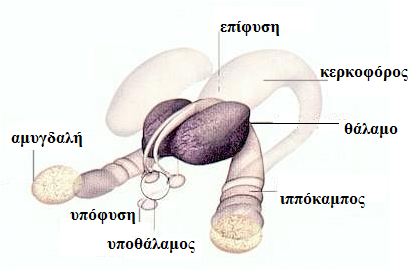 επίφυση
κερκοφόρος
θάλαμο
αμυγδαλή
ιππόκαμπος
υπόφυση
υποθάλαμος